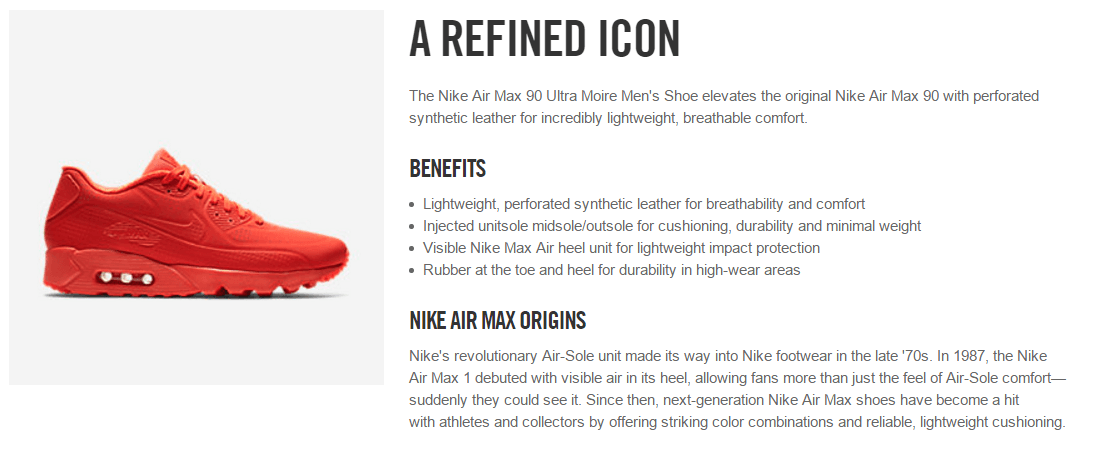 A REFINED ICON
The Nike Air Max 90 Ultra Moire Men's Shoe elevates the original Nike Air Max 90 with perforated
synthetic leather for incredibly lightweight, breathable comfort.
BENEFITS
Lightweight, perforated synthetic leather for breathability and comfort
Injected unitsole midsole/outsole for cushioning, durability and minimal weight
Visible Nike Max Air heel unit for lightweight impact protection
Rubber at the toe and heel for durability in high-wear areas
NIKE AIR MAX ORIGINS
Nike's revolutionary Air-Sole unit made its way into Nike footwear in the late '70s. In 1987, the Nike
Air Max 1 debuted with visible air in its heel, allowing fans more than just the feel of Air-Sole comfort—
suddenly they could see it. Since then, next-generation Nike Air Max shoes have become a hit
with athletes and collectors by offering striking color combinations and reliable, lightweight cushioning.